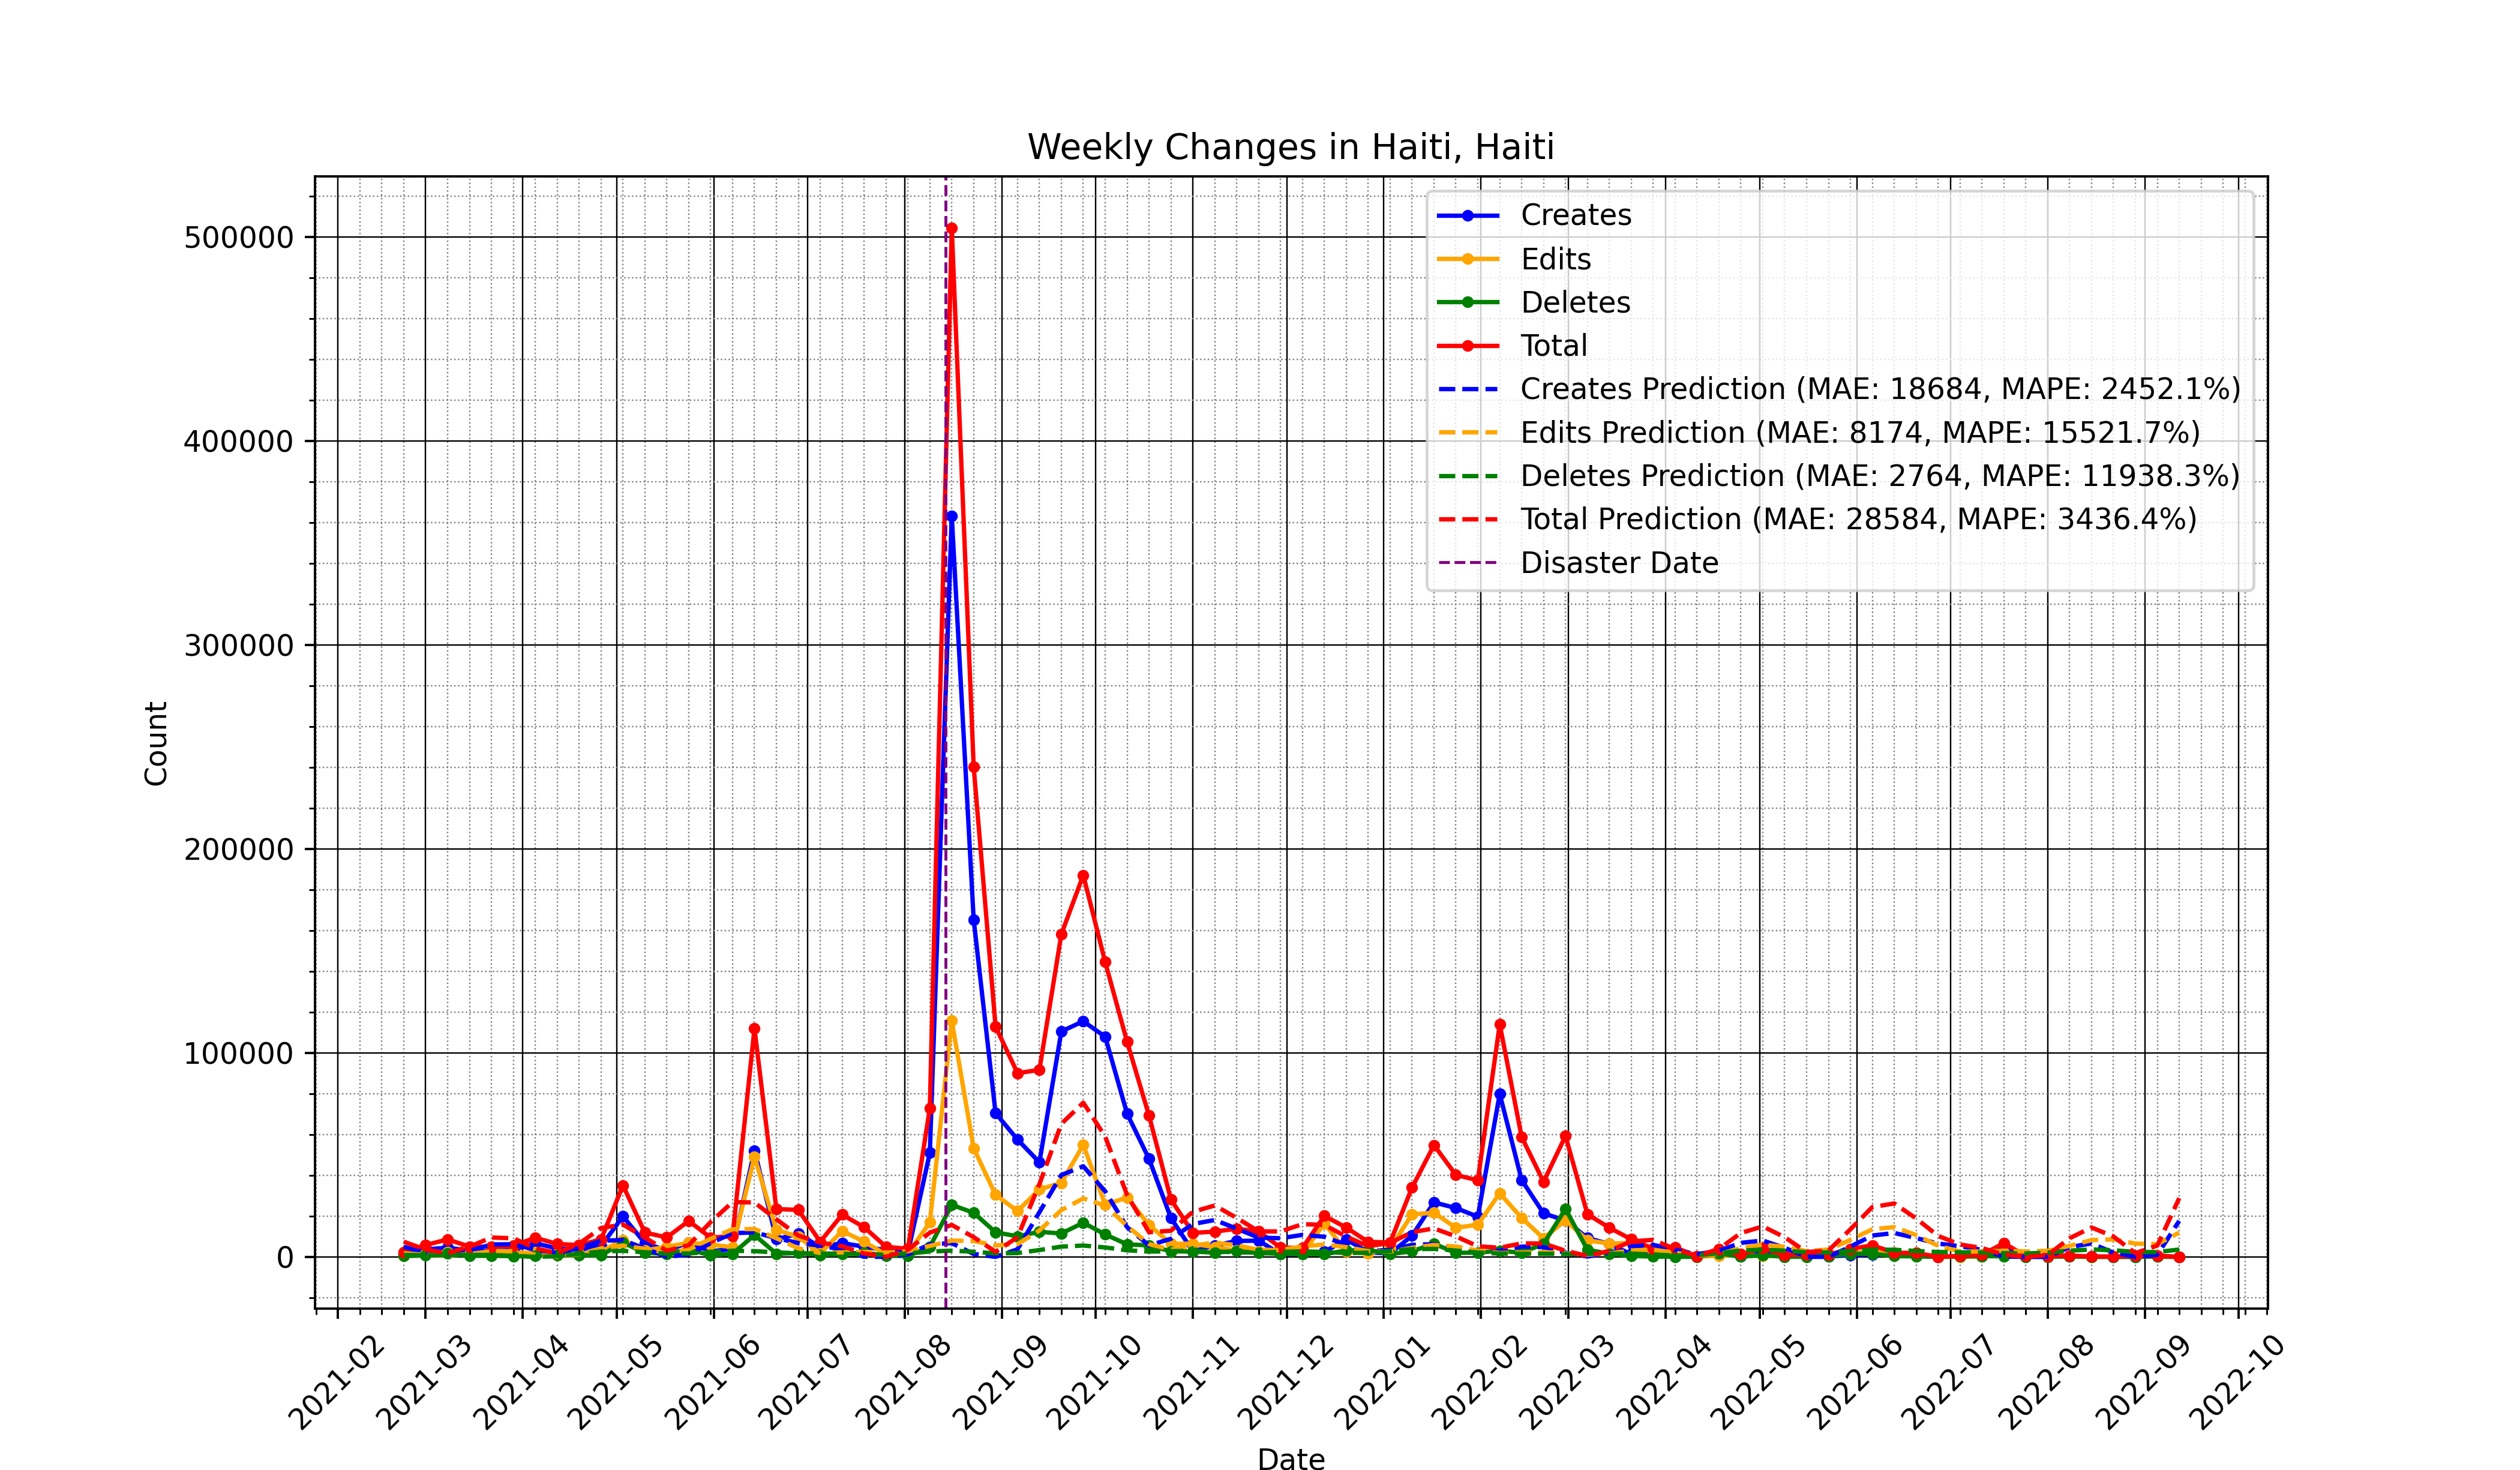 Weekly Changes in Haiti, Haiti
Creates
Edits
Deletes
Total
Creates Prediction (MAE: 18684, MAPE: 2452.1%)
Edits Prediction (MAE: 8174, MAPE: 15521.7%)
Deletes Prediction (MAE: 2764, MAPE: 11938.3%)
Total Prediction (MAE: 28584, MAPE: 3436.4%)
Disaster Date
500000
400000
300000
200000
100000
0
Count
2021-02
2021-03
2021-04
2021-05
2021-06
2021-07
2021-08
2021-09
2021-10
2021-11
2021-12
2022-01
2022-02
2022-03
2022-04
2022-05
2022-06
2022-07
2022-08
2022-09
2022-10
Date